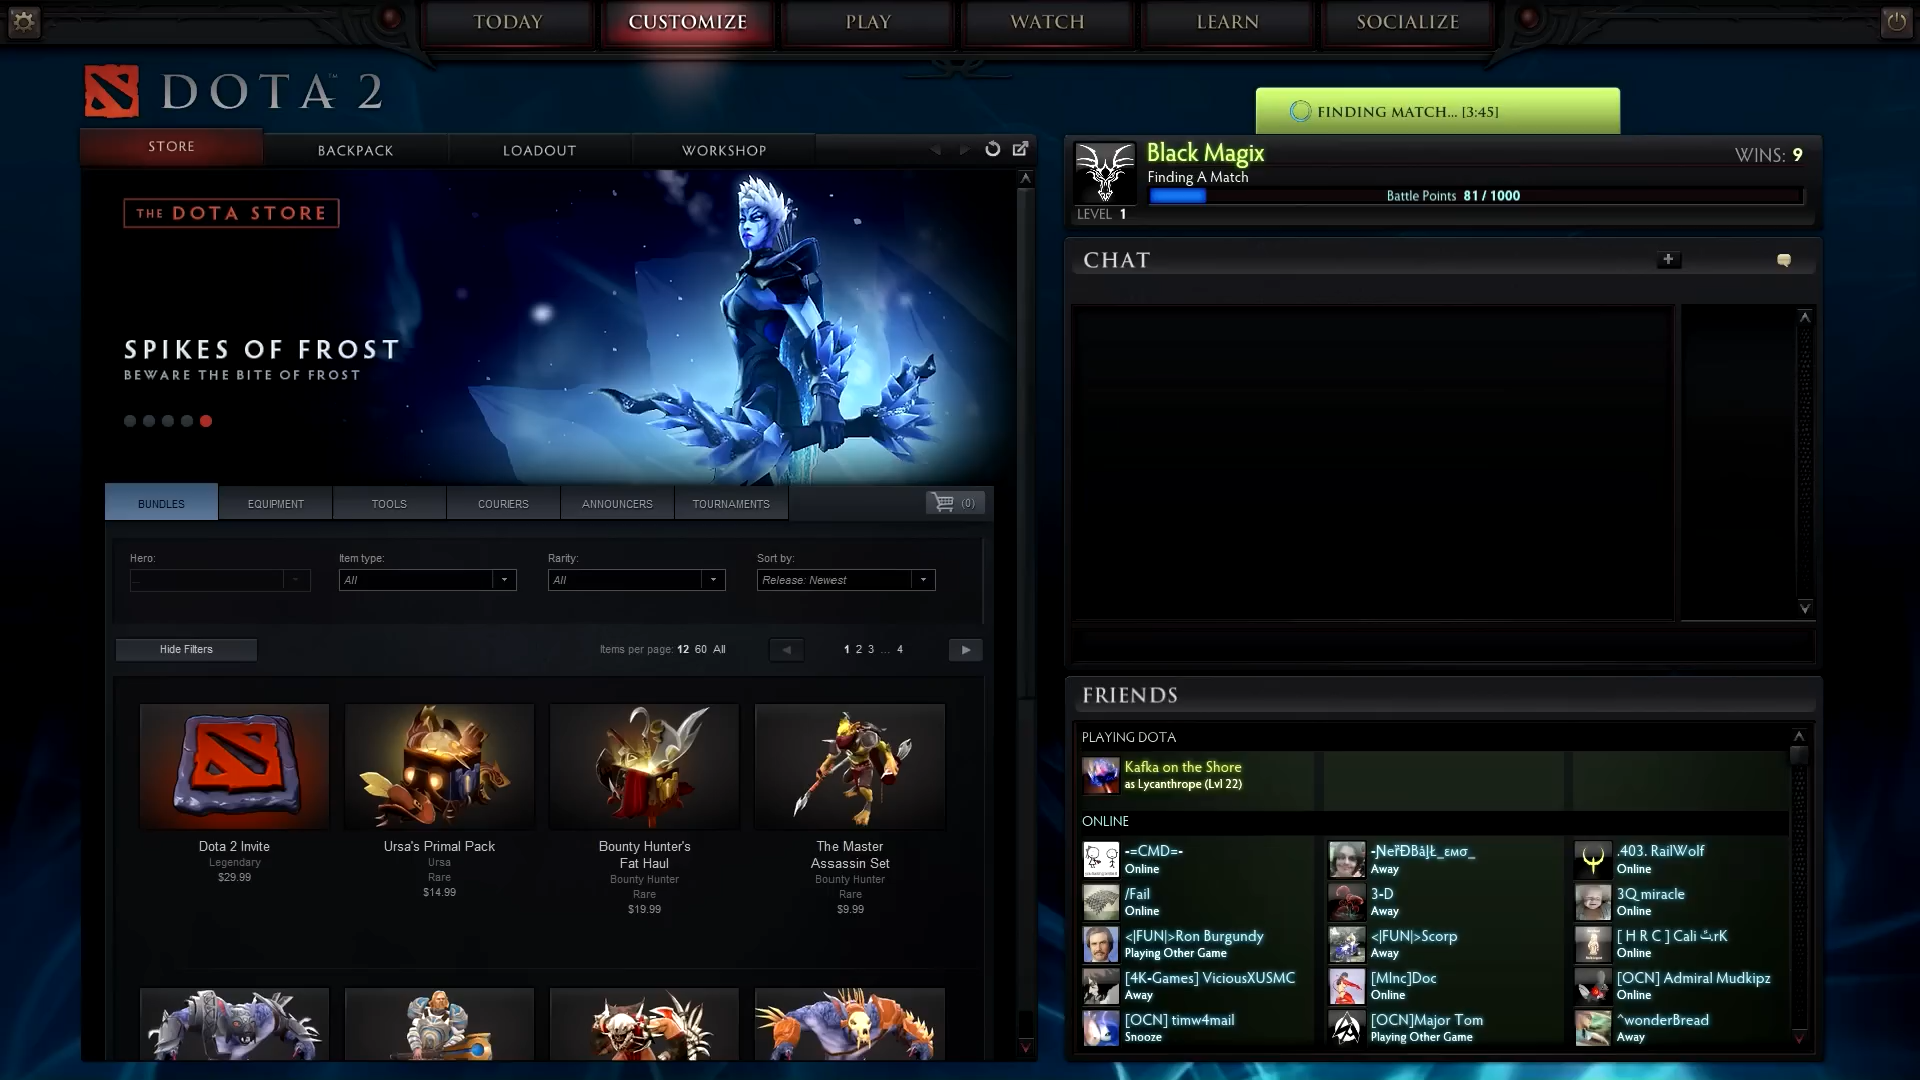 TODAY
CUSTOMIZE
PLAY
WATCH
LEARN
SOCIALIZE
DOTA™ 2
FINDING MATCH... [3:45]
STORE
BACKPACK
LOADOUT
WORKSHOP
Black Magix
WINS: 9
Finding A Match
Battle Points 81 / 1000
LEVEL 1
THE DOTA STORE
SPIKES OF FROST
BEWARE THE BITE OF FROST
CHAT
BUNDLES
EQUIPMENT
TOOLS
COURIERS
ANNOUNCERS
TOURNAMENTS
(0)
Hero:
Item type:
Rarity:
Sort by:
All
All
Release: Newest
Hide Filters
Items per page: 12 60 All
1 2 3 ... 4
Dota 2 Invite
Legendary
$29.99
Ursa's Primal Pack
Ursa
Rare
$14.99
Bounty Hunter's
Fat Haul
Bounty Hunter
Rare
$19.99
The Master
Assassin Set
Bounty Hunter
Rare
$9.99
FRIENDS
PLAYING DOTA
Kafka on the Shore
as Lycanthrope (Lvl 22)
ONLINE
-=CMD=-
Online
Away
.403. RailWolf
Online
/Fail
Online
3-D
Away
3Q miracle
Online
<|FUN|>Ron Burgundy
Playing Other Game
<|FUN|>Scorp
Away
[ H R C ] Cali
Online
[4K-Games] ViciousXUSMC
Away
[MInc]Doc
Online
[OCN] Admiral Mudkipz
Online
[OCN] timw4mail
Snooze
[OCN]Major Tom
Playing Other Game
^wonderBread
Away